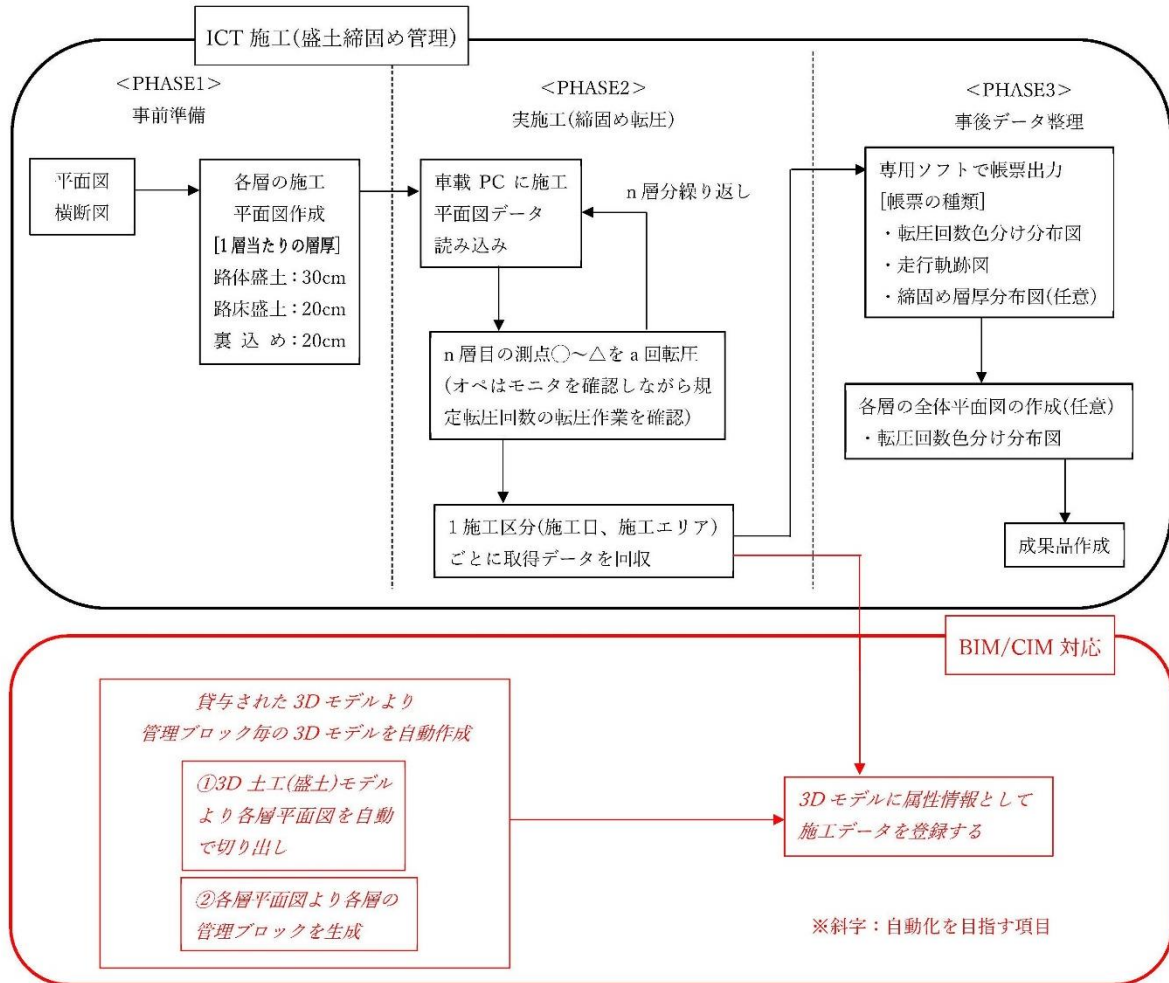 ICT 施工(盛土締固め管理)
<PHASE1>
事前準備
平面図
横断図
各層の施工
平面図作成
[1層当たりの層厚]
路体盛土：30cm
路床盛土：20cm
裏 込 め：20cm
<PHASE2>
実施工(締固め転圧)
車載 PC に施工
平面図データ
読み込み
n 層分繰り返し
n 層目の測点○～△を a 回転圧
(オペはモニタを確認しながら規
定転圧回数の転圧作業を確認)
1 施工区分(施工日、施工エリア)
ごとに取得データを回収
<PHASE3>
事後データ整理
専用ソフトで帳票出力
[帳票の種類]
・転圧回数色分け分布図
・走行軌跡図
・締固め層厚分布図(任意)
各層の全体平面図の作成(任意)
・転圧回数色分け分布図
成果品作成
BIM/CIM 対応
貸与された 3D モデルより
管理ブロック毎の 3D モデルを自動作成
①3D 土工(盛土)モデル
より各層平面図を自動
で切り出し
②各層平面図より各層の
管理ブロックを生成
3D モデルに属性情報として
施工データを登録する
※斜字：自動化を目指す項目